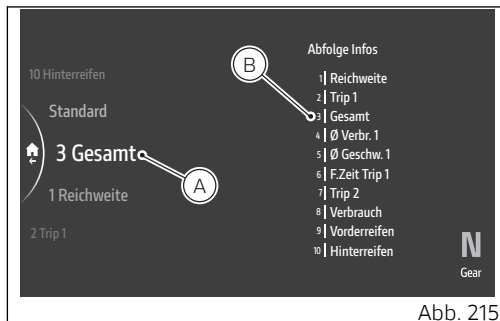 10 Hinterreifen
Standard
3 Gesamt
1 Reichweite
2 Trip 1
A
B
Abfolge Infos
1 Reichweite
2 Trip 1
3 Gesamt
4 Ø Verbr. 1
5 Ø Geschw. 1
6 F.Zeit Trip 1
7 Trip 2
8 Verbrauch
9 Vorderreifen
10 Hinterreifen
N
Gear
Abb. 215